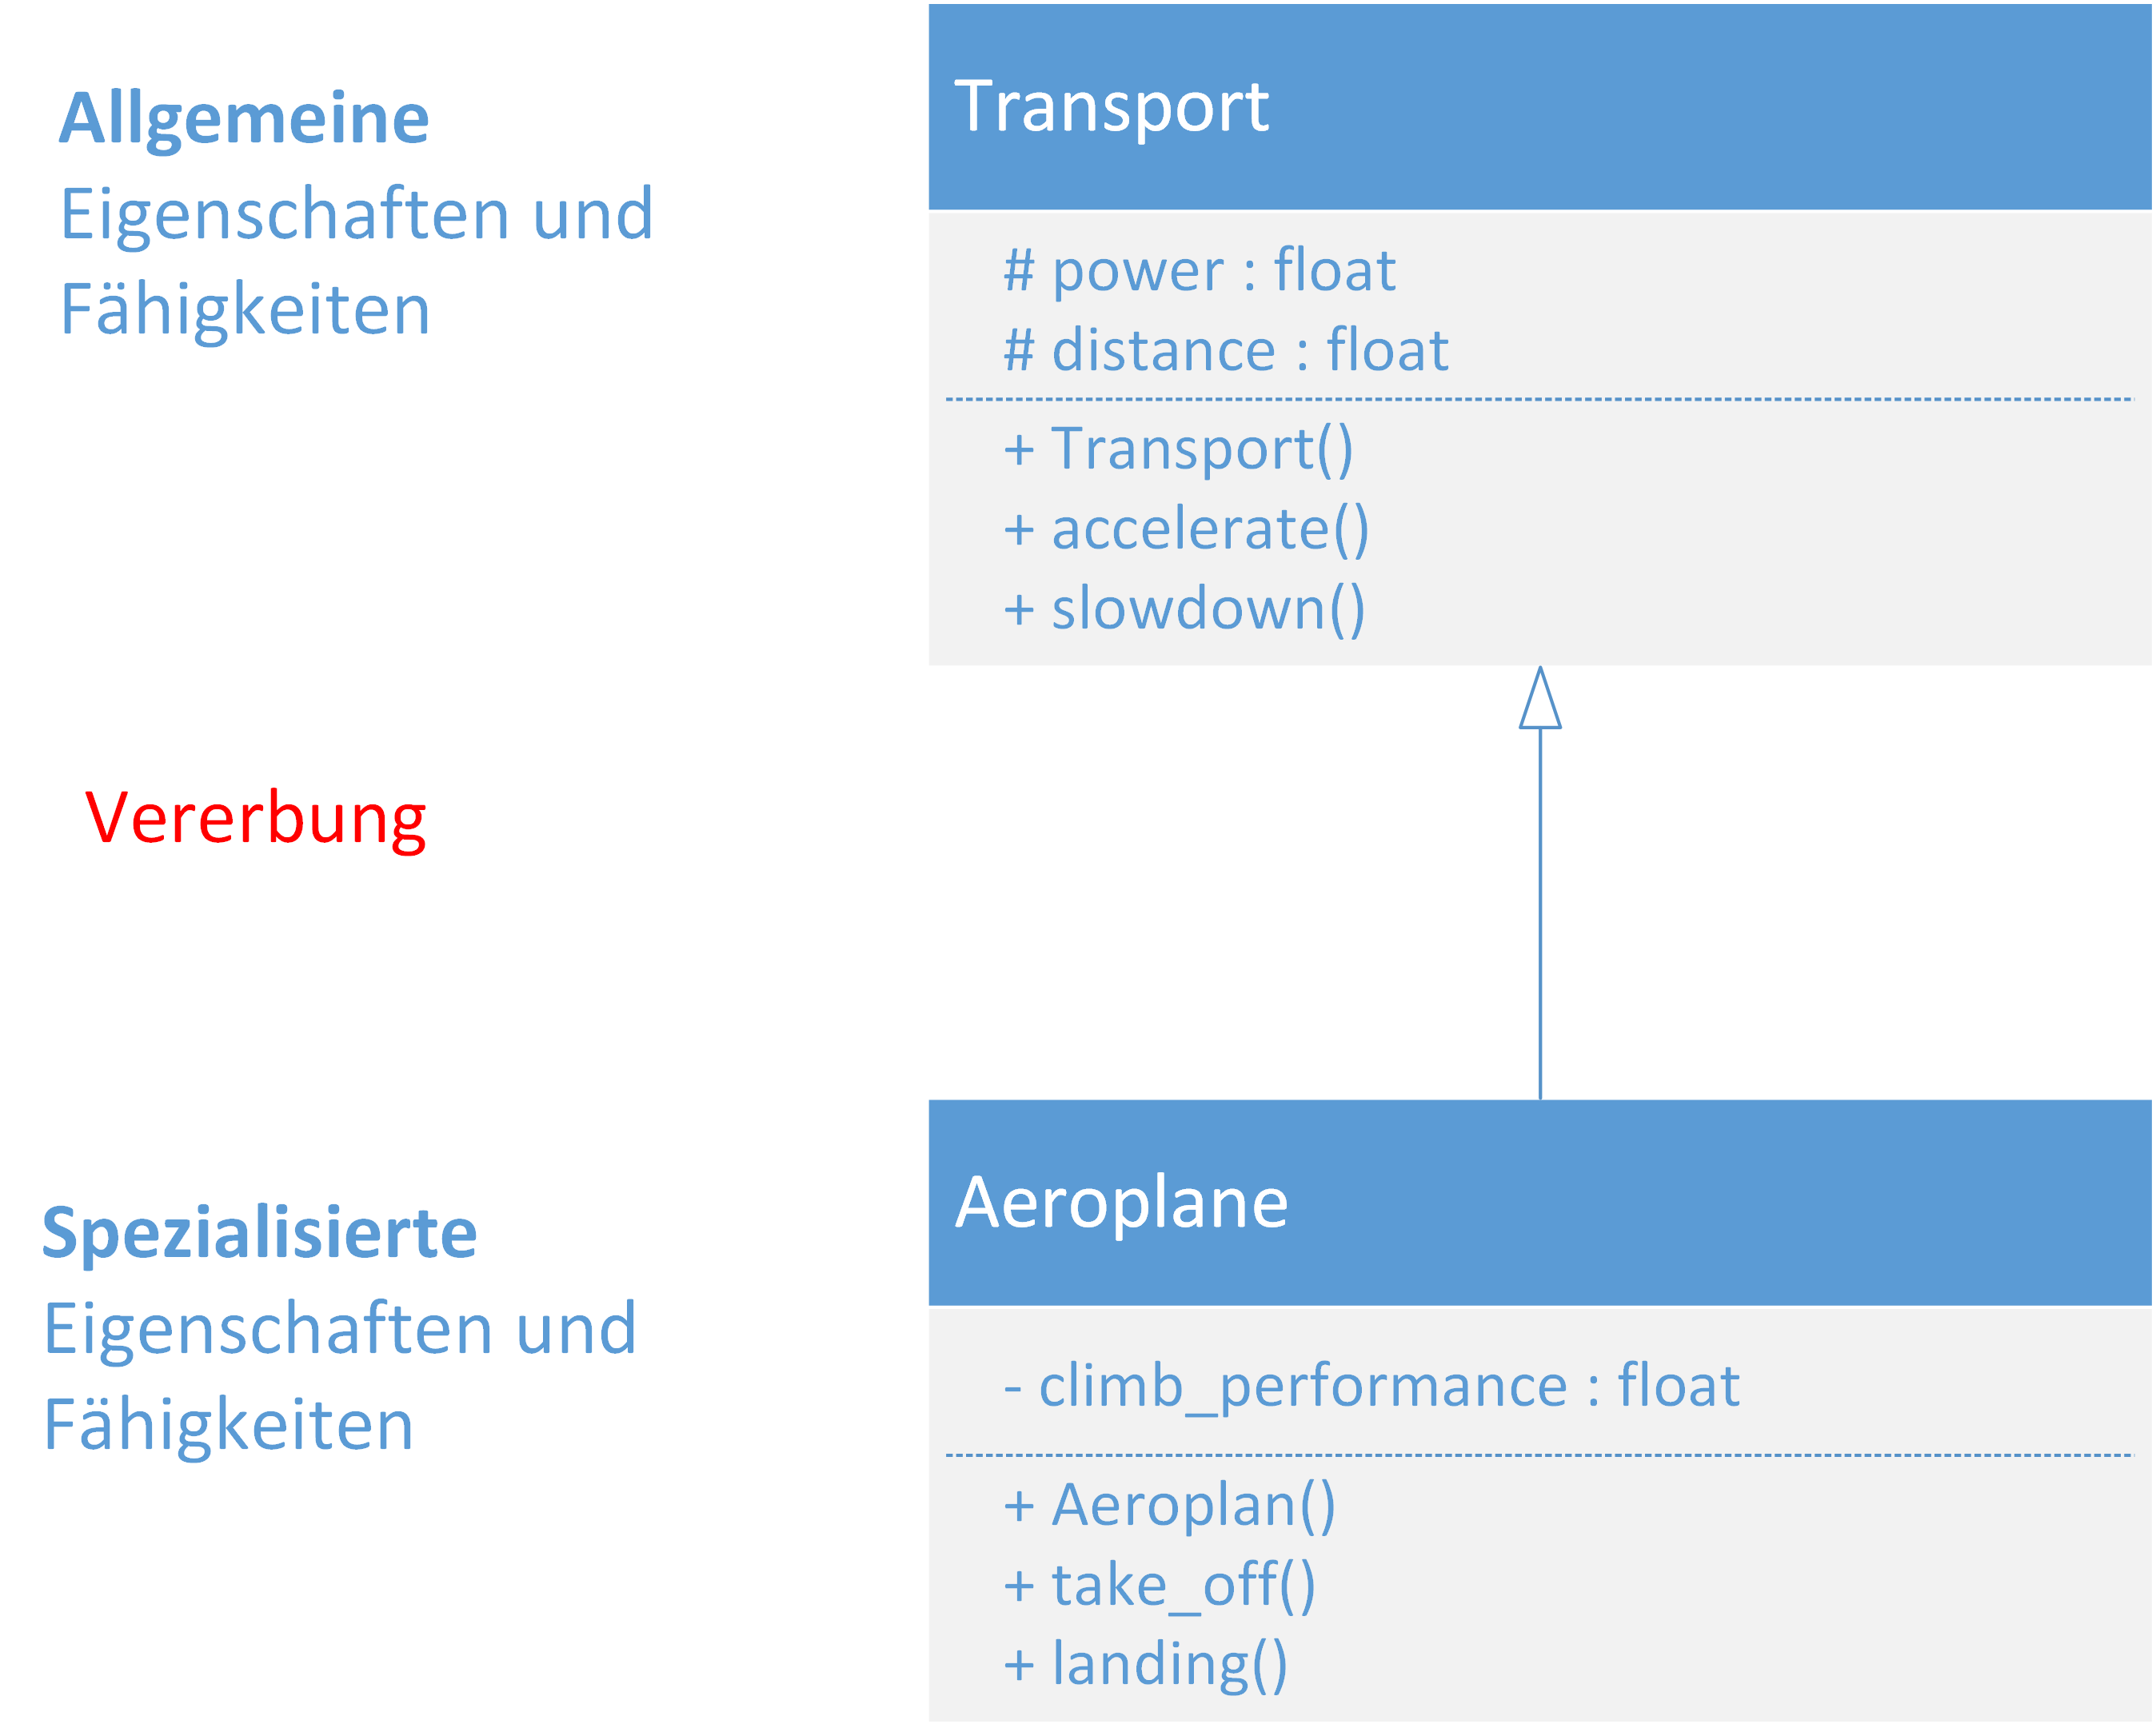 Allgemeine
Eigenschaften und
Fähigkeiten
Transport
# power : float
# distance : float
+ Transport()
+ accelerate()
+ slowdown()
Vererbung
Spezialisierte
Eigenschaften und
Fähigkeiten
Aeroplane
- climb_performance : float
+ Aeroplan()
+ take_off()
+ landing()